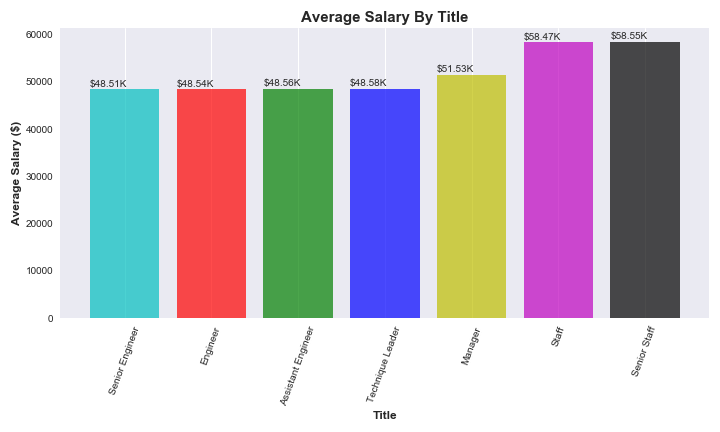 Average Salary By Title
Average Salary ($)
60000
50000
40000
30000
20000
10000
0
$48.51K
$48.54K
$48.56K
$48.58K
$51.53K
$58.47K
$58.55K
Senior Engineer
Engineer
Assistant Engineer
Technique Leader
Manager
Staff
Senior Staff
Title